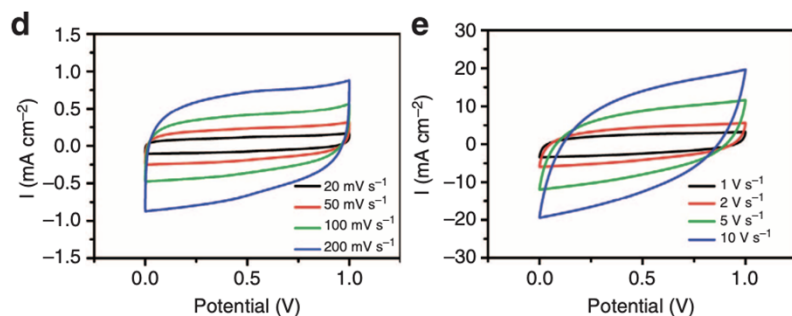 d
I (mA cm⁻²)
1.5
1.0
0.5
0.0
−0.5
−1.0
−1.5
20 mV s⁻¹
50 mV s⁻¹
100 mV s⁻¹
200 mV s⁻¹
0.0
0.5
1.0
Potential (V)
e
I (mA cm⁻²)
30
20
10
0
−10
−20
−30
1 V s⁻¹
2 V s⁻¹
5 V s⁻¹
10 V s⁻¹
0.0
0.5
1.0
Potential (V)